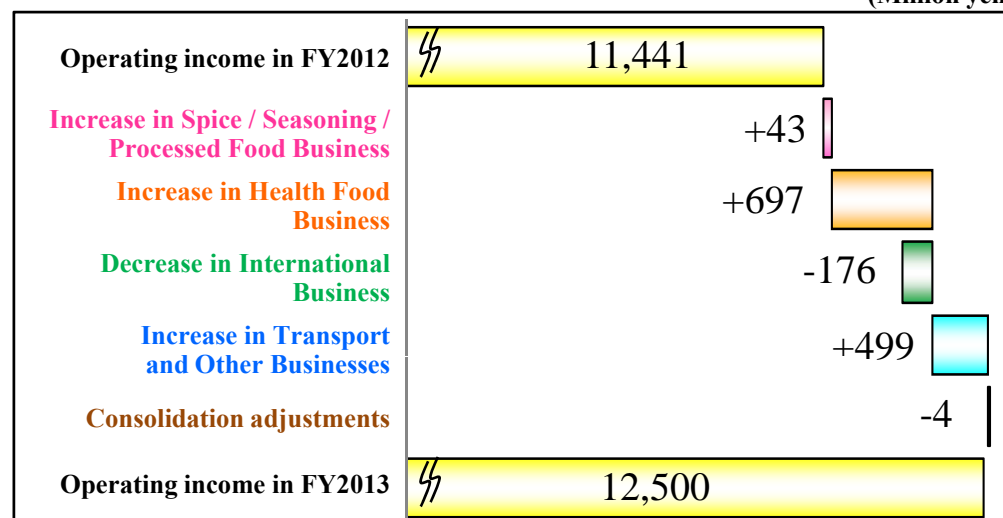 (Million yen
Operating income in FY2012
11,441
Increase in Spice / Seasoning /
Processed Food Business
+43
Increase in Health Food
Business
+697
Decrease in International
Business
-176
Increase in Transport
and Other Businesses
+499
Consolidation adjustments
-4
Operating income in FY2013
12,500